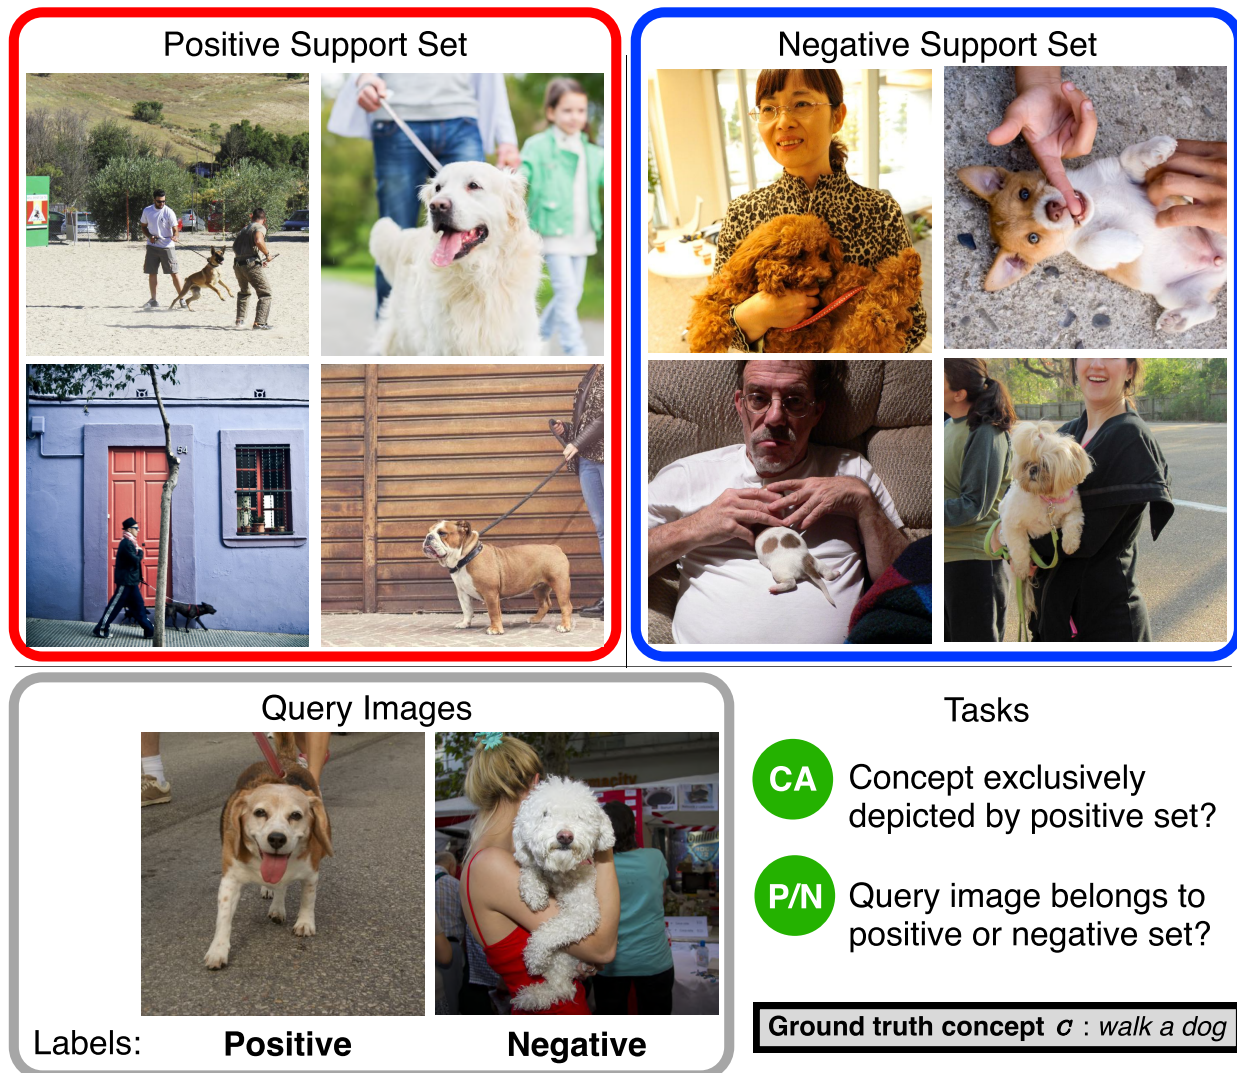 Positive Support Set
Negative Support Set
54
Query Images
Tasks
CA
Concept exclusively
depicted by positive set?
P/N
Query image belongs to
positive or negative set?
Labels:
Positive
Negative
Ground truth concept c : walk a dog